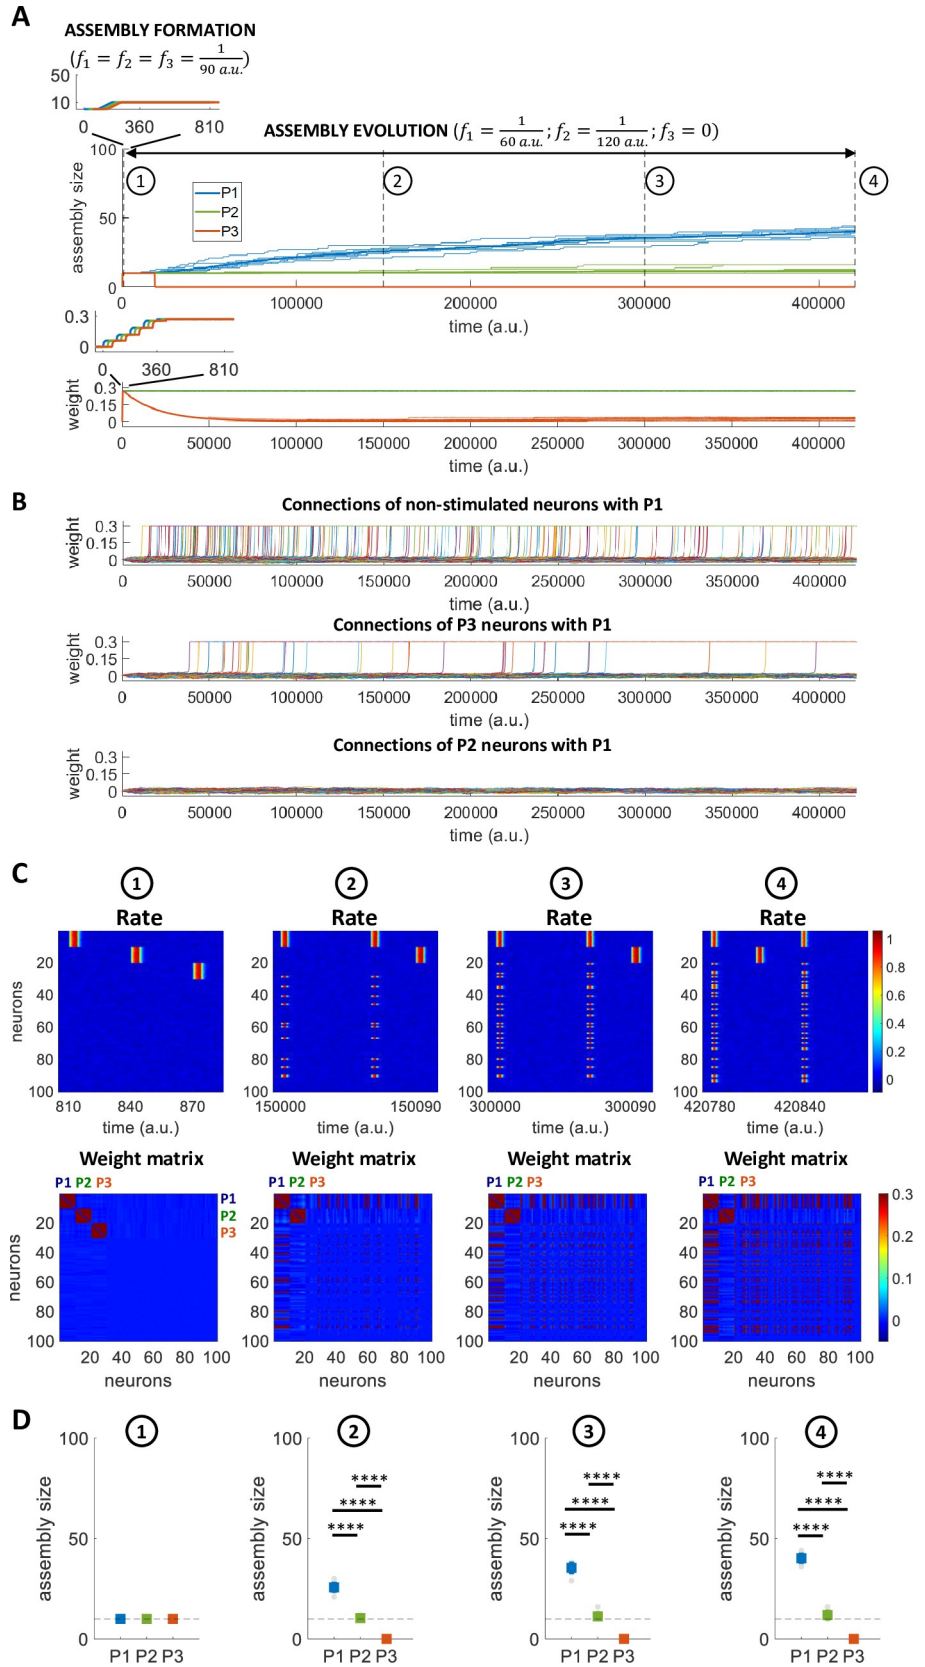 A
ASSEMBLY FORMATION
(f₁ = f₂ = f₃ = 1/90 a.u.)
50
10
0 360 810
ASSEMBLY EVOLUTION (f₁ = 1/60 a.u.; f₂ = 1/120 a.u.; f₃ = 0)
100
50
0
assembly size
1 2 3 4
P1
P2
P3
0 100000 200000 300000 400000
time (a.u.)
0.3
0
0 360 810
0.3
0.15
0
weight
0 50000 100000 150000 200000 250000 300000 350000 400000
time (a.u.)
B
Connections of non-stimulated neurons with P1
0.3
0.15
0
weight
0 50000 100000 150000 200000 250000 300000 350000 400000
time (a.u.)
Connections of P3 neurons with P1
0.3
0.15
0
weight
0 50000 100000 150000 200000 250000 300000 350000 400000
time (a.u.)
Connections of P2 neurons with P1
0.3
0.15
0
weight
0 50000 100000 150000 200000 250000 300000 350000 400000
time (a.u.)
C
1 2 3 4
Rate Rate Rate Rate
neurons
20 20 20 20
40 40 40 40
60 60 60 60
80 80 80 80
100 100 100 100
1
0.8
0.6
0.4
0.2
0
810 840 870 150000 150090 300000 300090 420780 420840
time (a.u.) time (a.u.) time (a.u.) time (a.u.)
Weight matrix Weight matrix Weight matrix Weight matrix
P1 P2 P3 P1 P2 P3 P1 P2 P3 P1 P2 P3
P1
P2
P3
neurons
20 20 20 20
40 40 40 40
60 60 60 60
80 80 80 80
100 100 100 100
0.3
0.2
0.1
0
20 40 60 80 100 20 40 60 80 100 20 40 60 80 100 20 40 60 80 100
neurons neurons neurons neurons
D
1 2 3 4
100 100 100 100
50 50 50 50
0 0 0 0
assembly size assembly size assembly size assembly size
**** **** ****
**** **** ****
**** **** ****
P1 P2 P3 P1 P2 P3 P1 P2 P3 P1 P2 P3